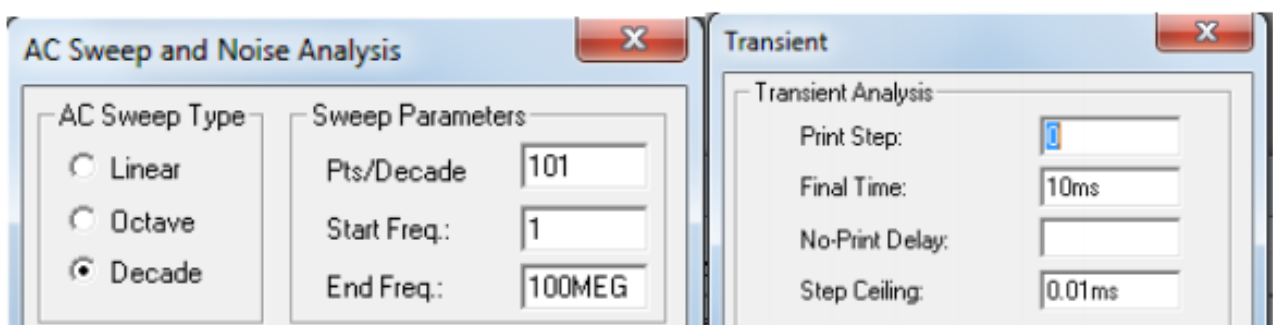 AC Sweep and Noise Analysis
AC Sweep Type
Linear
Octave
Decade
Sweep Parameters
Pts/Decade 101
Start Freq.: 1
End Freq.: 100MEG
Transient
Transient Analysis
Print Step: 0
Final Time: 10ms
No-Print Delay:
Step Ceiling: 0.01ms